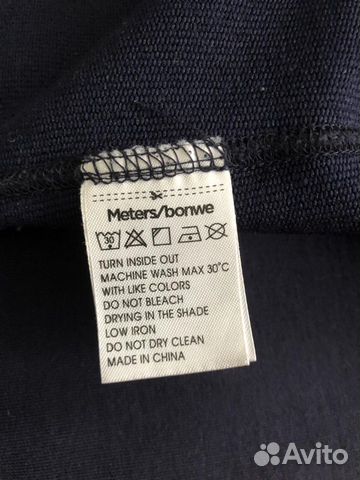 Meters/bonwe
30
TURN INSIDE OUT
MACHINE WASH MAX 30°C
WITH LIKE COLORS
DO NOT BLEACH
DRYING IN THE SHADE
LOW IRON
DO NOT DRY CLEAN
MADE IN CHINA
Avito